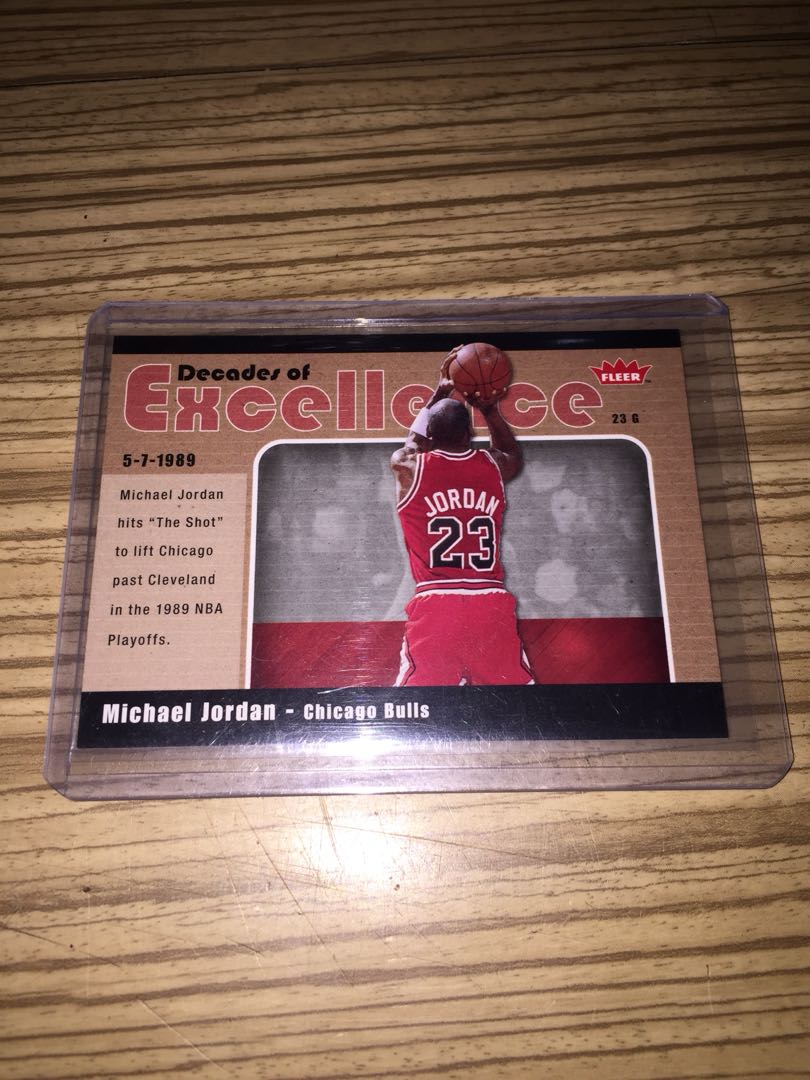 Decades of
Excellence
FLEER
23 G
5-7-1989
Michael Jordan
hits “The Shot”
to lift Chicago
past Cleveland
in the 1989 NBA
Playoffs.
JORDAN
23
Michael Jordan - Chicago Bulls